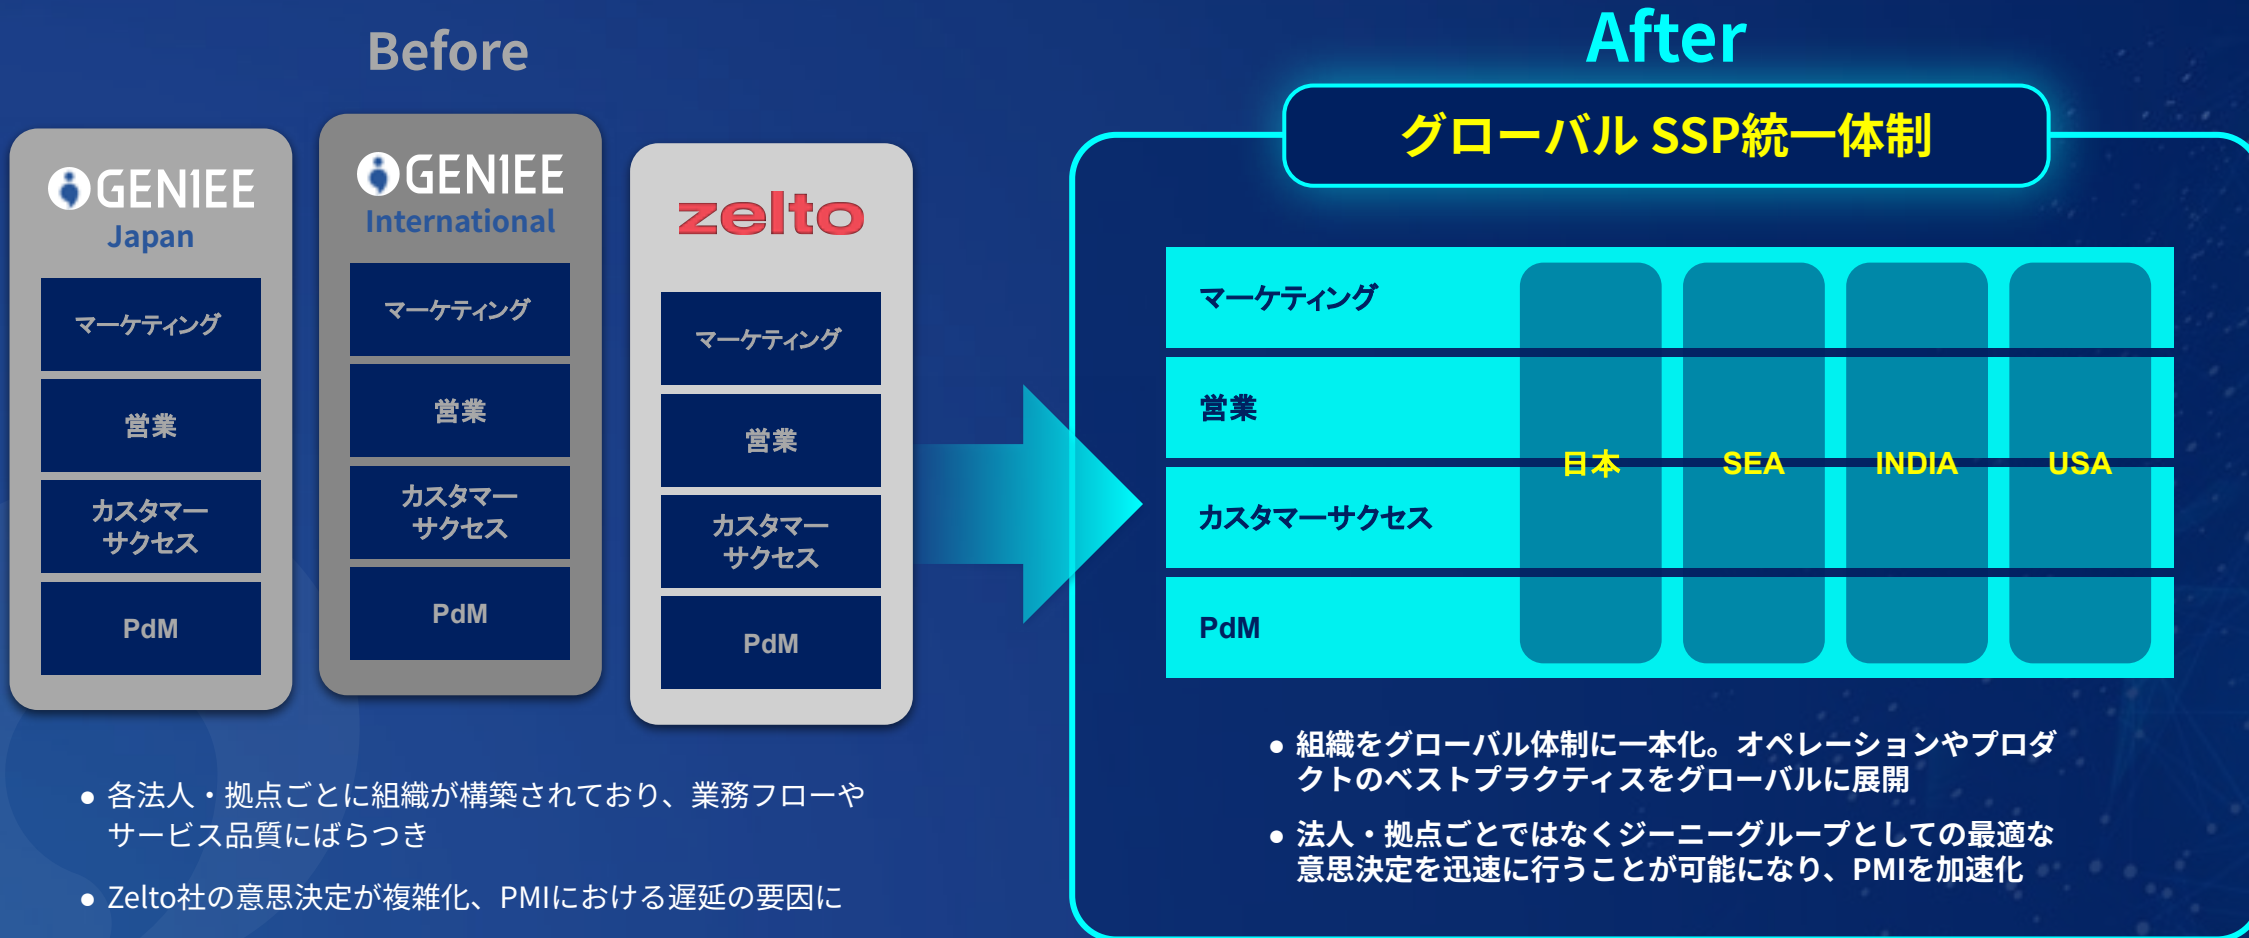 Before
GENIEE
Japan
マーケティング
営業
カスタマー
サクセス
PdM
GENIEE
International
マーケティング
営業
カスタマー
サクセス
PdM
zelto
マーケティング
営業
カスタマー
サクセス
PdM
● 各法人・拠点ごとに組織が構築されており、業務フローや
サービス品質にばらつき
● Zelto社の意思決定が複雑化、PMIにおける遅延の要因に
After
グローバル SSP統一体制
マーケティング
営業
カスタマーサクセス
PdM
日本
SEA
INDIA
USA
● 組織をグローバル体制に一本化。オペレーションやプロダ
クトのベストプラクティスをグローバルに展開
● 法人・拠点ごとではなくジーニーグループとしての最適な
意思決定を迅速に行うことが可能になり、PMIを加速化